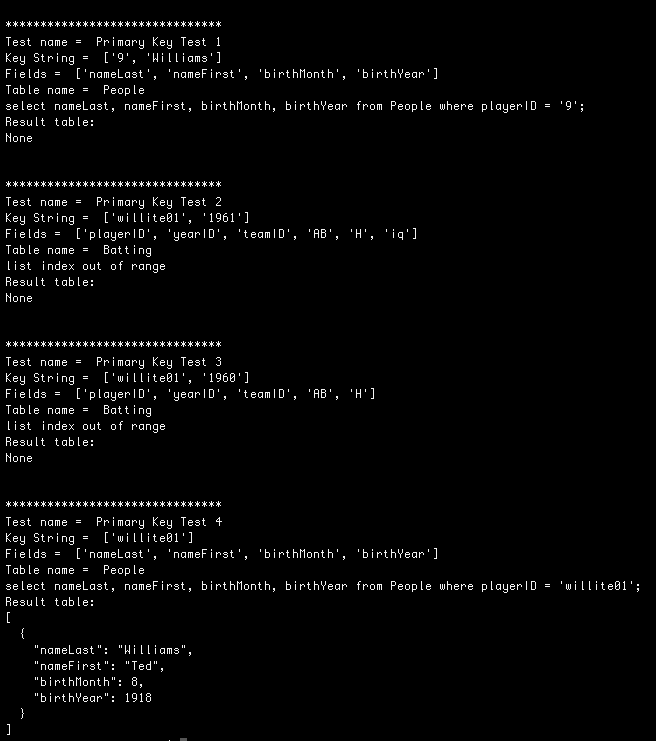 ******************************
Test name =  Primary Key Test 1
Key String =  ['9', 'Williams']
Fields =  ['nameLast', 'nameFirst', 'birthMonth', 'birthYear']
Table name =  People
select nameLast, nameFirst, birthMonth, birthYear from People where playerID = '9';
Result table:
None
*******************************
Test name =  Primary Key Test 2
Key String =  ['willite01', '1961']
Fields =  ['playerID', 'yearID', 'teamID', 'AB', 'H', 'iq']
Table name =  Batting
list index out of range
Result table:
None
*******************************
Test name =  Primary Key Test 3
Key String =  ['willite01', '1960']
Fields =  ['playerID', 'yearID', 'teamID', 'AB', 'H']
Table name =  Batting
list index out of range
Result table:
None
*******************************
Test name =  Primary Key Test 4
Key String =  ['willite01']
Fields =  ['nameLast', 'nameFirst', 'birthMonth', 'birthYear']
Table name =  People
select nameLast, nameFirst, birthMonth, birthYear from People where playerID = 'willite01';
Result table:
[
  {
    "nameLast": "Williams",
    "nameFirst": "Ted",
    "birthMonth": 8,
    "birthYear": 1918
  }
]